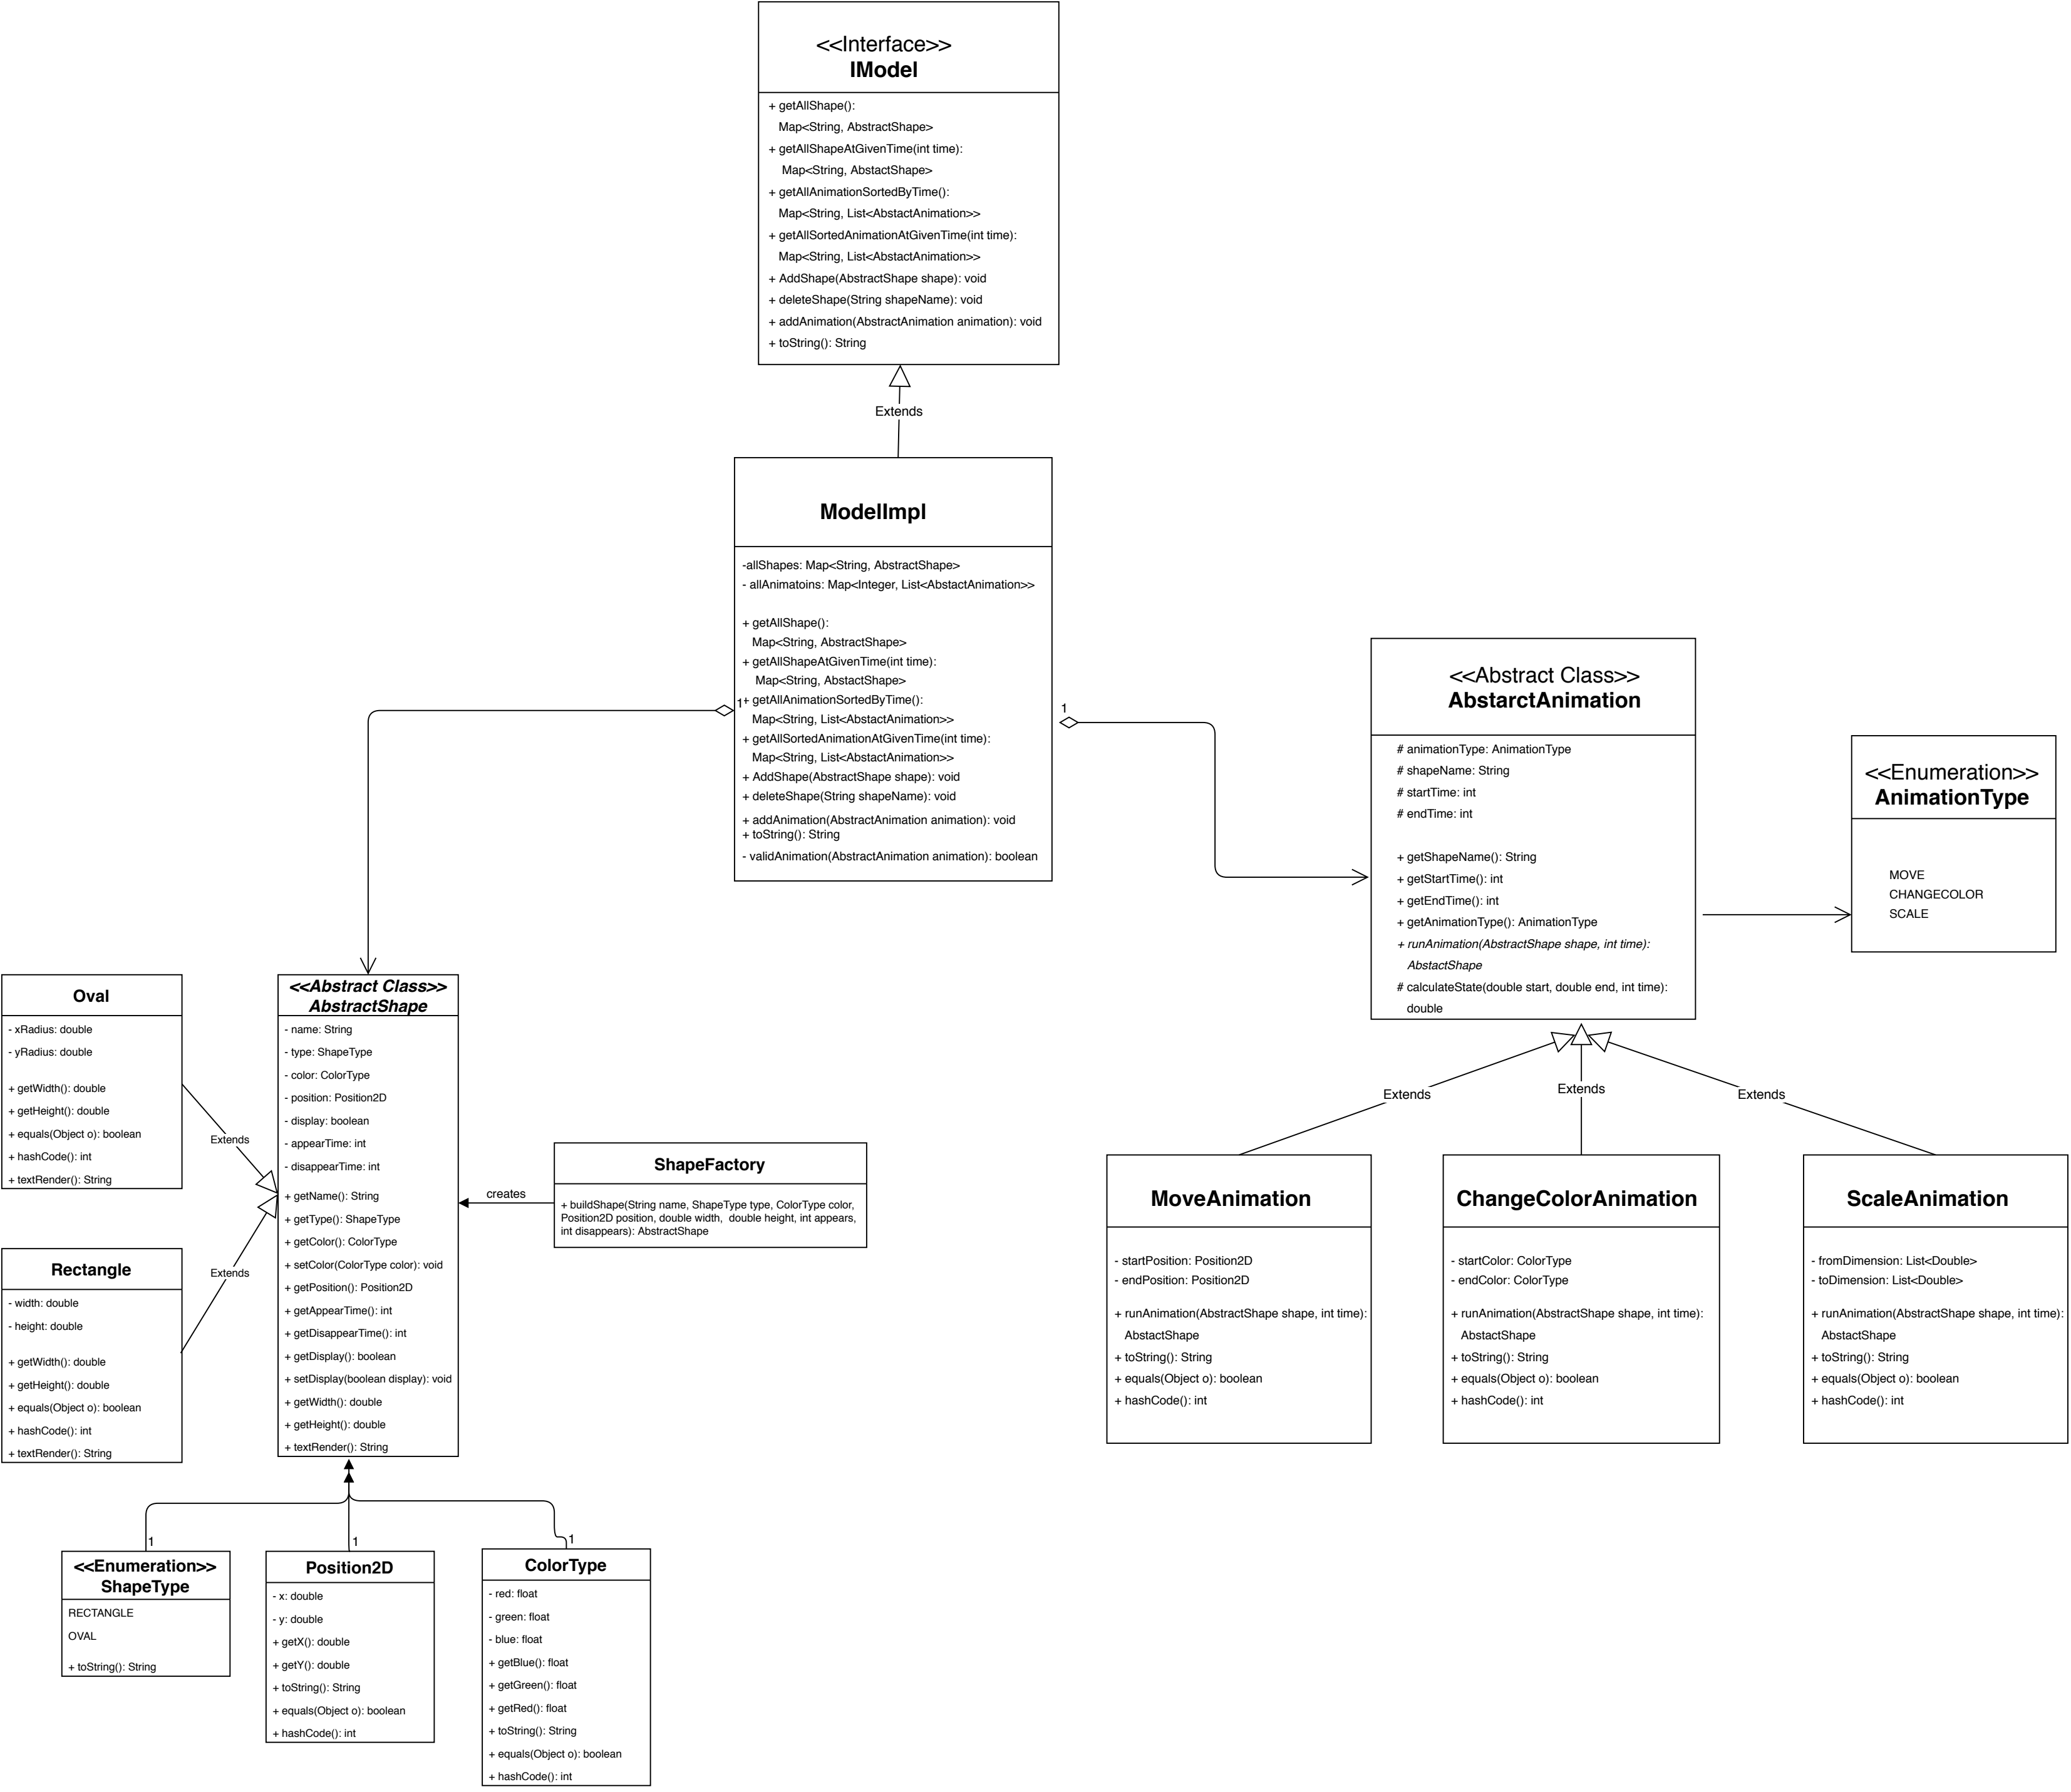 <<Interface>>
IModel
+ getAllShape():
Map<String, AbstractShape>
+ getAllShapeAtGivenTime(int time):
Map<String, AbstactShape>
+ getAllAnimationSortedByTime():
Map<String, List<AbstactAnimation>>
+ getAllSortedAnimationAtGivenTime(int time):
Map<String, List<AbstactAnimation>>
+ AddShape(AbstractShape shape): void
+ deleteShape(String shapeName): void
+ addAnimation(AbstractAnimation animation): void
+ toString(): String
Extends
ModelImpl
-allShapes: Map<String, AbstractShape>
- allAnimatoins: Map<Integer, List<AbstactAnimation>>
+ getAllShape():
Map<String, AbstractShape>
+ getAllShapeAtGivenTime(int time):
Map<String, AbstactShape>
+ getAllAnimationSortedByTime():
Map<String, List<AbstactAnimation>>
+ getAllSortedAnimationAtGivenTime(int time):
Map<String, List<AbstactAnimation>>
+ AddShape(AbstractShape shape): void
+ deleteShape(String shapeName): void
+ addAnimation(AbstractAnimation animation): void
+ toString(): String
- validAnimation(AbstractAnimation animation): boolean
1
1
<<Abstract Class>>
AbstarctAnimation
# animationType: AnimationType
# shapeName: String
# startTime: int
# endTime: int
+ getShapeName(): String
+ getStartTime(): int
+ getEndTime(): int
+ getAnimationType(): AnimationType
+ runAnimation(AbstractShape shape, int time):
AbstactShape
# calculateState(double start, double end, int time):
double
<<Enumeration>>
AnimationType
MOVE
CHANGECOLOR
SCALE
Oval
- xRadius: double
- yRadius: double
+ getWidth(): double
+ getHeight(): double
+ equals(Object o): boolean
+ hashCode(): int
+ textRender(): String
Extends
Rectangle
- width: double
- height: double
+ getWidth(): double
+ getHeight(): double
+ equals(Object o): boolean
+ hashCode(): int
+ textRender(): String
Extends
<<Abstract Class>>
AbstractShape
- name: String
- type: ShapeType
- color: ColorType
- position: Position2D
- display: boolean
- appearTime: int
- disappearTime: int
+ getName(): String
+ getType(): ShapeType
+ getColor(): ColorType
+ setColor(ColorType color): void
+ getPosition(): Position2D
+ getAppearTime(): int
+ getDisappearTime(): int
+ getDisplay(): boolean
+ setDisplay(boolean display): void
+ getWidth(): double
+ getHeight(): double
+ textRender(): String
creates
ShapeFactory
+ buildShape(String name, ShapeType type, ColorType color,
Position2D position, double width, double height, int appears,
int disappears): AbstractShape
Extends
Extends
Extends
MoveAnimation
- startPosition: Position2D
- endPosition: Position2D
+ runAnimation(AbstractShape shape, int time):
AbstactShape
+ toString(): String
+ equals(Object o): boolean
+ hashCode(): int
ChangeColorAnimation
- startColor: ColorType
- endColor: ColorType
+ runAnimation(AbstractShape shape, int time):
AbstactShape
+ toString(): String
+ equals(Object o): boolean
+ hashCode(): int
ScaleAnimation
- fromDimension: List<Double>
- toDimension: List<Double>
+ runAnimation(AbstractShape shape, int time):
AbstactShape
+ toString(): String
+ equals(Object o): boolean
+ hashCode(): int
1
1
1
<<Enumeration>>
ShapeType
RECTANGLE
OVAL
+ toString(): String
Position2D
- x: double
- y: double
+ getX(): double
+ getY(): double
+ toString(): String
+ equals(Object o): boolean
+ hashCode(): int
ColorType
- red: float
- green: float
- blue: float
+ getBlue(): float
+ getGreen(): float
+ getRed(): float
+ toString(): String
+ equals(Object o): boolean
+ hashCode(): int